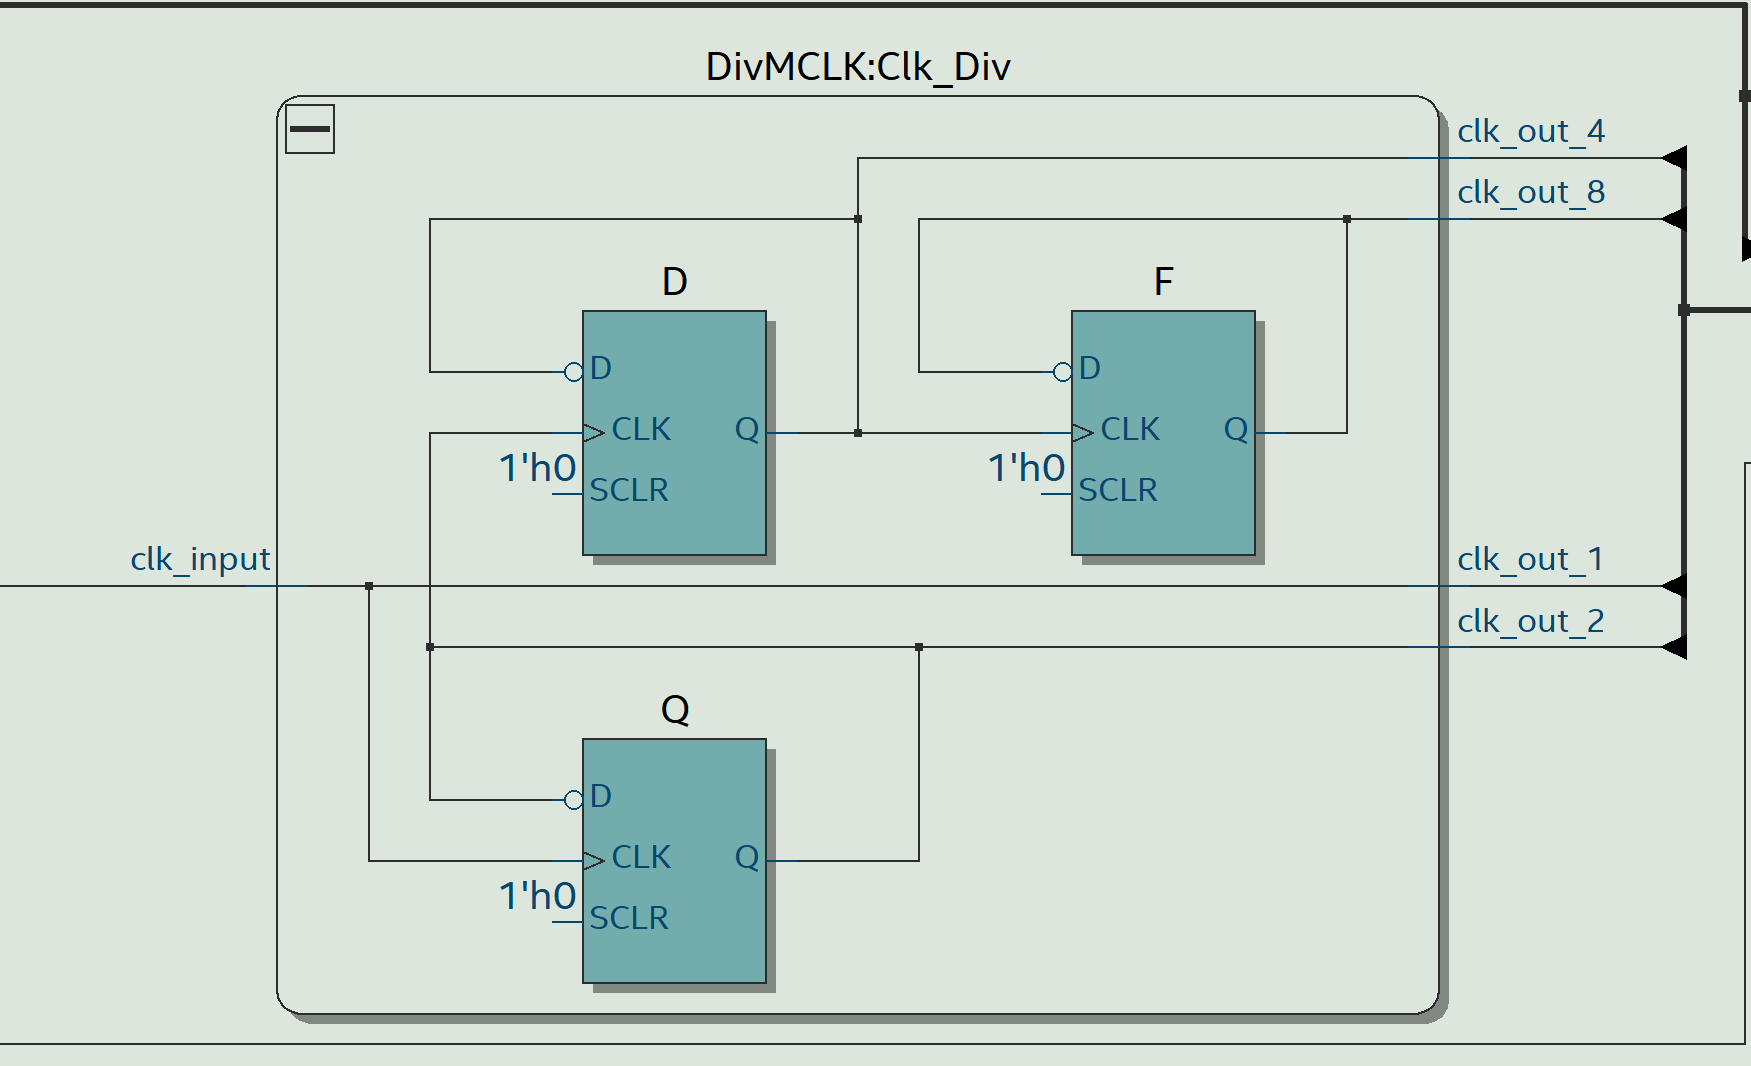 DivMCLK:Clk_Div
clk_out_4
clk_out_8
D
F
D
D
CLK
Q
CLK
Q
1'h0
1'h0
SCLR
SCLR
clk_input
clk_out_1
clk_out_2
Q
D
CLK
Q
1'h0
SCLR